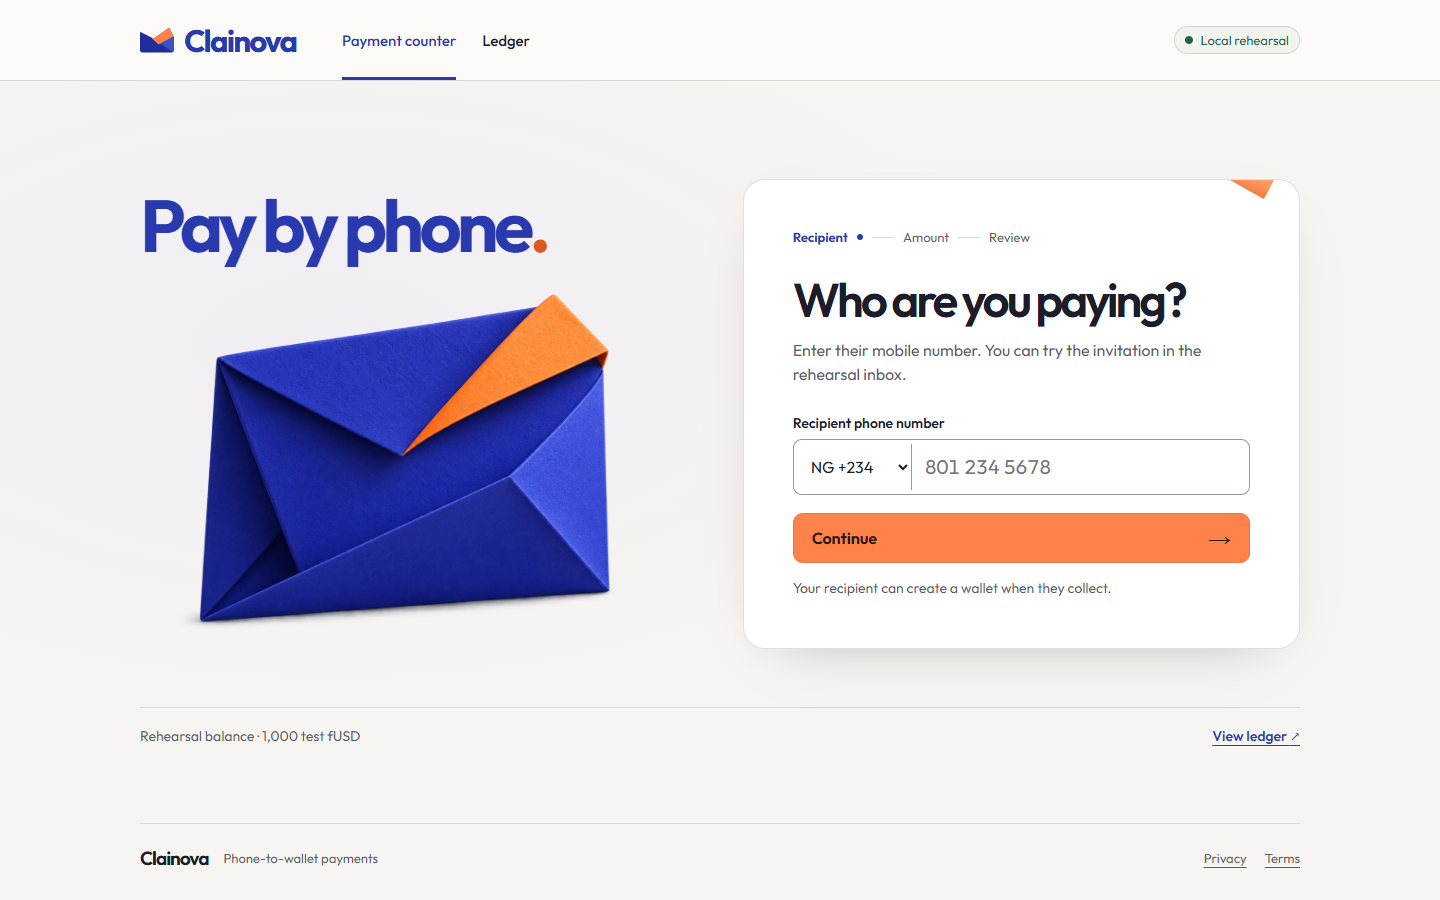 Clainova
Payment counter
Ledger
Local rehearsal
Pay by phone.
Recipient
Amount
Review
Who are you paying?
Enter their mobile number. You can try the invitation in the
rehearsal inbox.
Recipient phone number
NG +234
801 234 5678
Continue →
Your recipient can create a wallet when they collect.
Rehearsal balance · 1,000 test fUSD
View ledger ↗
Clainova
Phone-to-wallet payments
Privacy
Terms